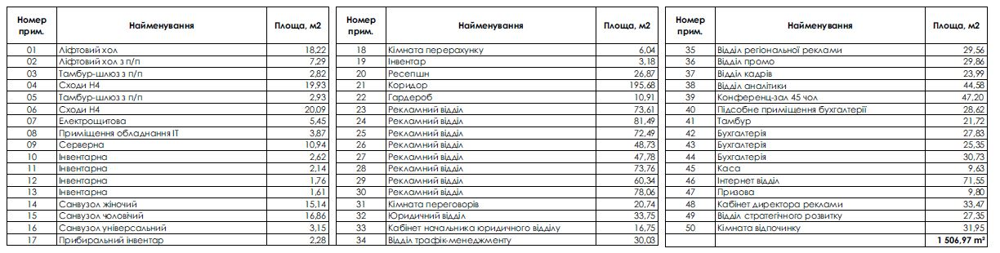 Номер прим. Найменування Площа, м2
01 Ліфтовий хол 18,22
02 Ліфтовий хол з п/п 7,29
03 Тамбур-шлюз з п/п 2,82
04 Сходи Н4 19,93
05 Тамбур-шлюз з п/п 2,93
06 Сходи Н4 20,09
07 Електрощитова 5,45
08 Приміщення обладнання ІТ 3,87
09 Серверна 10,94
10 Інвентарна 2,62
11 Інвентарна 2,14
12 Інвентарна 1,76
13 Інвентарна 1,61
14 Санвузол жіночий 15,14
15 Санвузол чоловічий 16,86
16 Санвузол універсальний 3,15
17 Прибиральний інвентар 2,28
Номер прим. Найменування Площа, м2
18 Кімната перерахунку 6,04
19 Інвентар 3,18
20 Ресепшн 26,87
21 Коридор 195,68
22 Гардероб 10,91
23 Рекламний відділ 73,61
24 Рекламний відділ 81,49
25 Рекламний відділ 72,49
26 Рекламний відділ 48,73
27 Рекламний відділ 47,78
28 Рекламний відділ 73,76
29 Рекламний відділ 60,34
30 Рекламний відділ 78,06
31 Кімната переговорів 20,74
32 Юридичний відділ 33,75
33 Кабінет начальника юридичного відділу 16,75
34 Відділ трафік-менеджменту 30,03
Номер прим. Найменування Площа, м2
35 Відділ регіональної реклами 29,56
36 Відділ промо 29,86
37 Відділ кадрів 23,99
38 Відділ аналітики 44,58
39 Конференц-зал 45 чол 47,20
40 Підсобне приміщення бухгалтерії 28,62
41 Тамбур 21,72
42 Бухгалтерія 27,83
43 Бухгалтерія 25,35
44 Бухгалтерія 30,73
45 Каса 9,63
46 Інтернет відділ 71,55
47 Призова 9,80
48 Кабінет директора реклами 33,47
49 Відділ стратегічного розвитку 27,35
50 Кімната відпочинку 31,95
1 506,97 m²